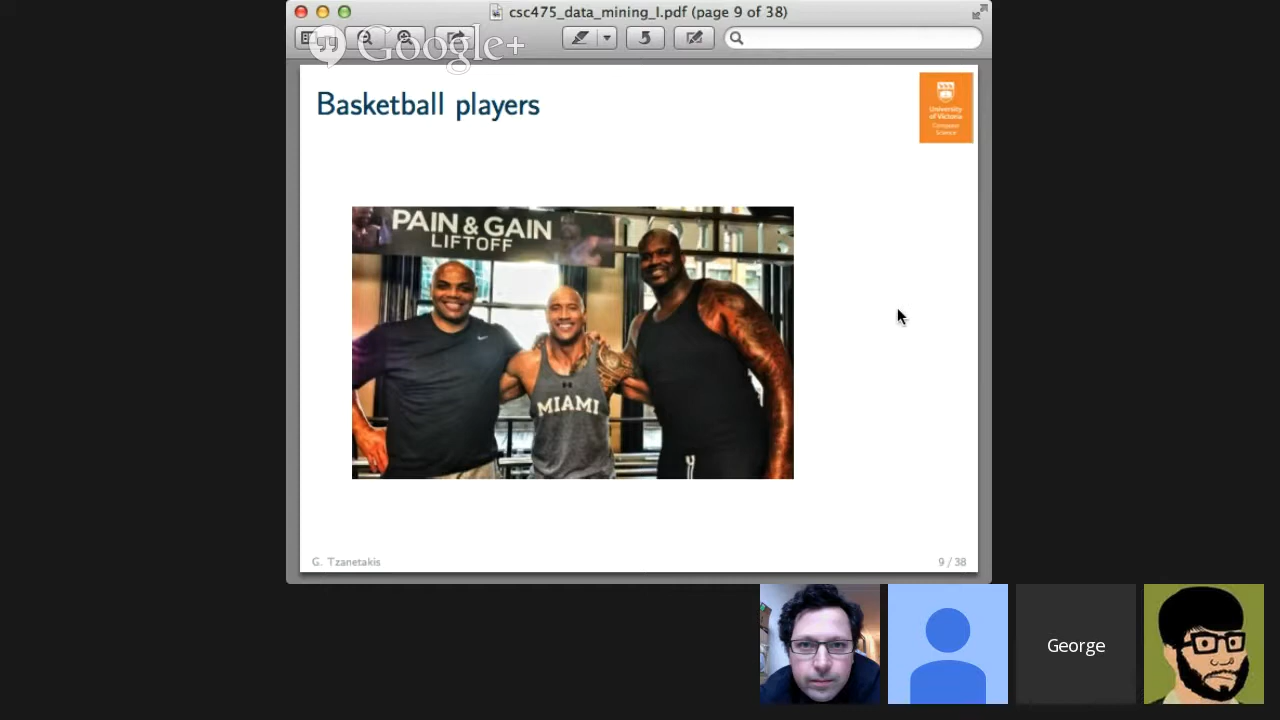 csc475_data_mining_I.pdf (page 9 of 38)
Google+
Basketball players
University
of Victoria
Computer
Science
PAIN & GAIN
LIFTOFF
MIAMI
G. Tzanetakis
9 / 38
George